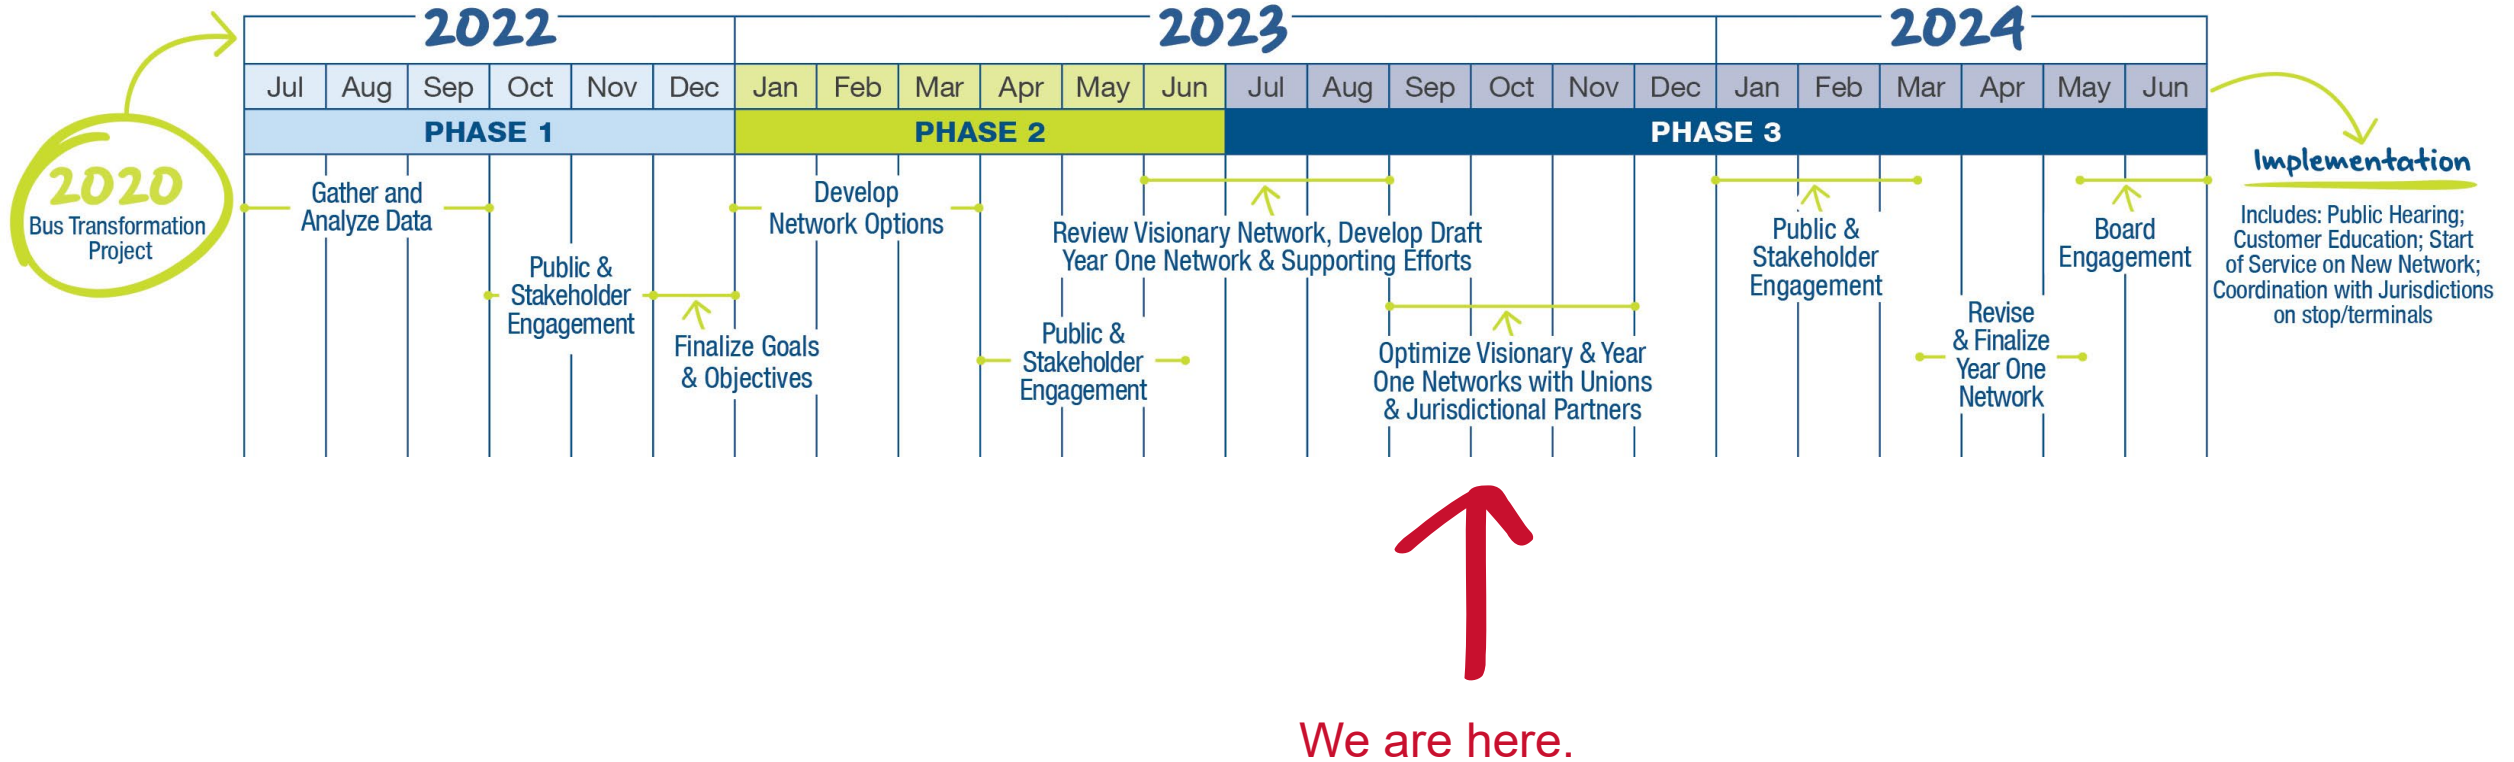 2022
2023
2024
Jul Aug Sep Oct Nov Dec Jan Feb Mar Apr May Jun Jul Aug Sep Oct Nov Dec Jan Feb Mar Apr May Jun
PHASE 1
PHASE 2
PHASE 3
2020
Bus Transformation
Project
Gather and
Analyze Data
Public &
Stakeholder
Engagement
Finalize Goals
& Objectives
Develop
Network Options
Public &
Stakeholder
Engagement
Review Visionary Network, Develop Draft
Year One Network & Supporting Efforts
Optimize Visionary & Year
One Networks with Unions
& Jurisdictional Partners
Public &
Stakeholder
Engagement
Revise
& Finalize
Year One
Network
Board
Engagement
Implementation
Includes: Public Hearing;
Customer Education; Start
of Service on New Network;
Coordination with Jurisdictions
on stop/terminals
We are here.